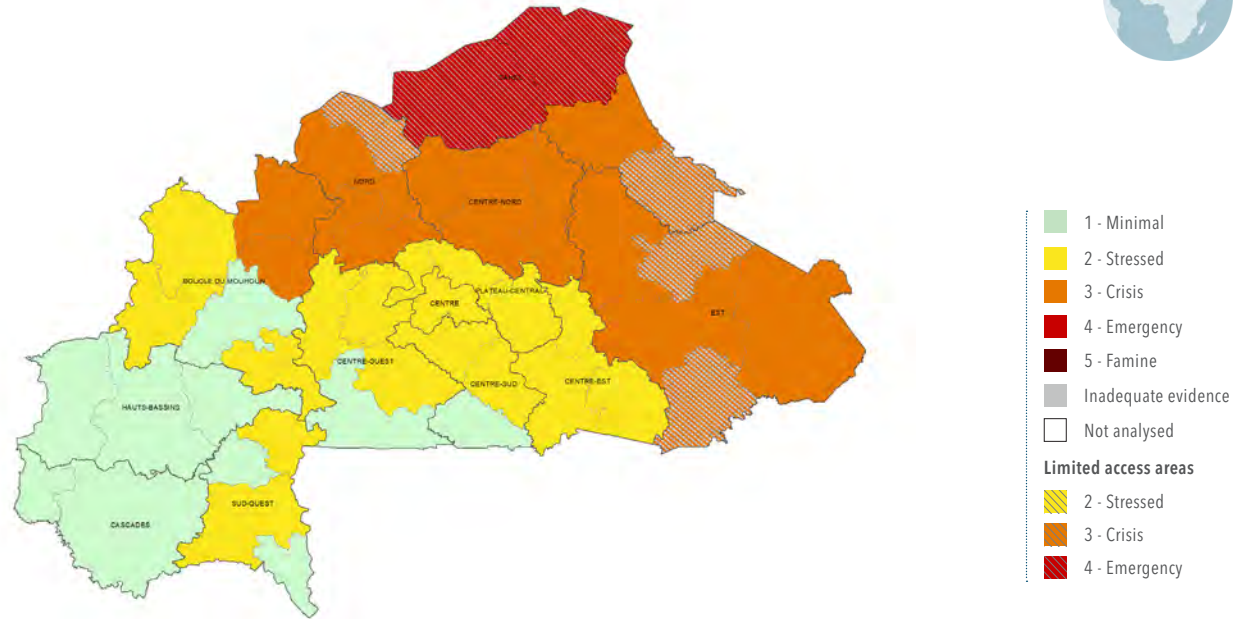 SAHEL
NORD
CENTRE-NORD
BOUCLE DU MOUHOUN
PLATEAU-CENTRAL
CENTRE
EST
CENTRE-OUEST
CENTRE-SUD
CENTRE-EST
HAUTS-BASSINS
SUD-OUEST
CASCADES
1 - Minimal
2 - Stressed
3 - Crisis
4 - Emergency
5 - Famine
Inadequate evidence
Not analysed
Limited access areas
2 - Stressed
3 - Crisis
4 - Emergency